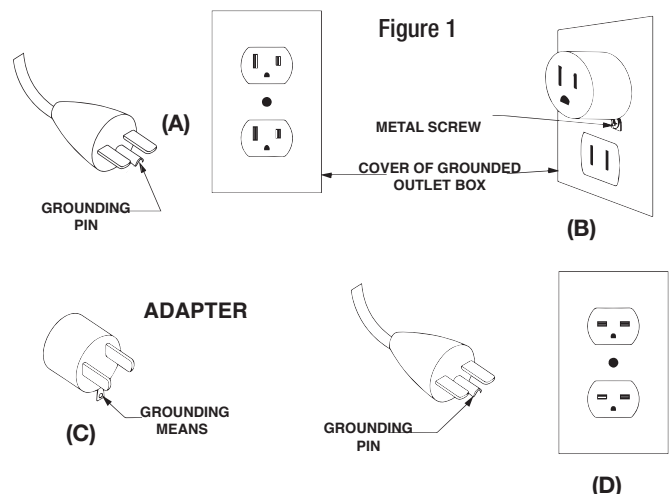 Figure 1
(A)
METAL SCREW
COVER OF GROUNDED
OUTLET BOX
GROUNDING
PIN
(B)
ADAPTER
GROUNDING
MEANS
(C)
GROUNDING
PIN
(D)